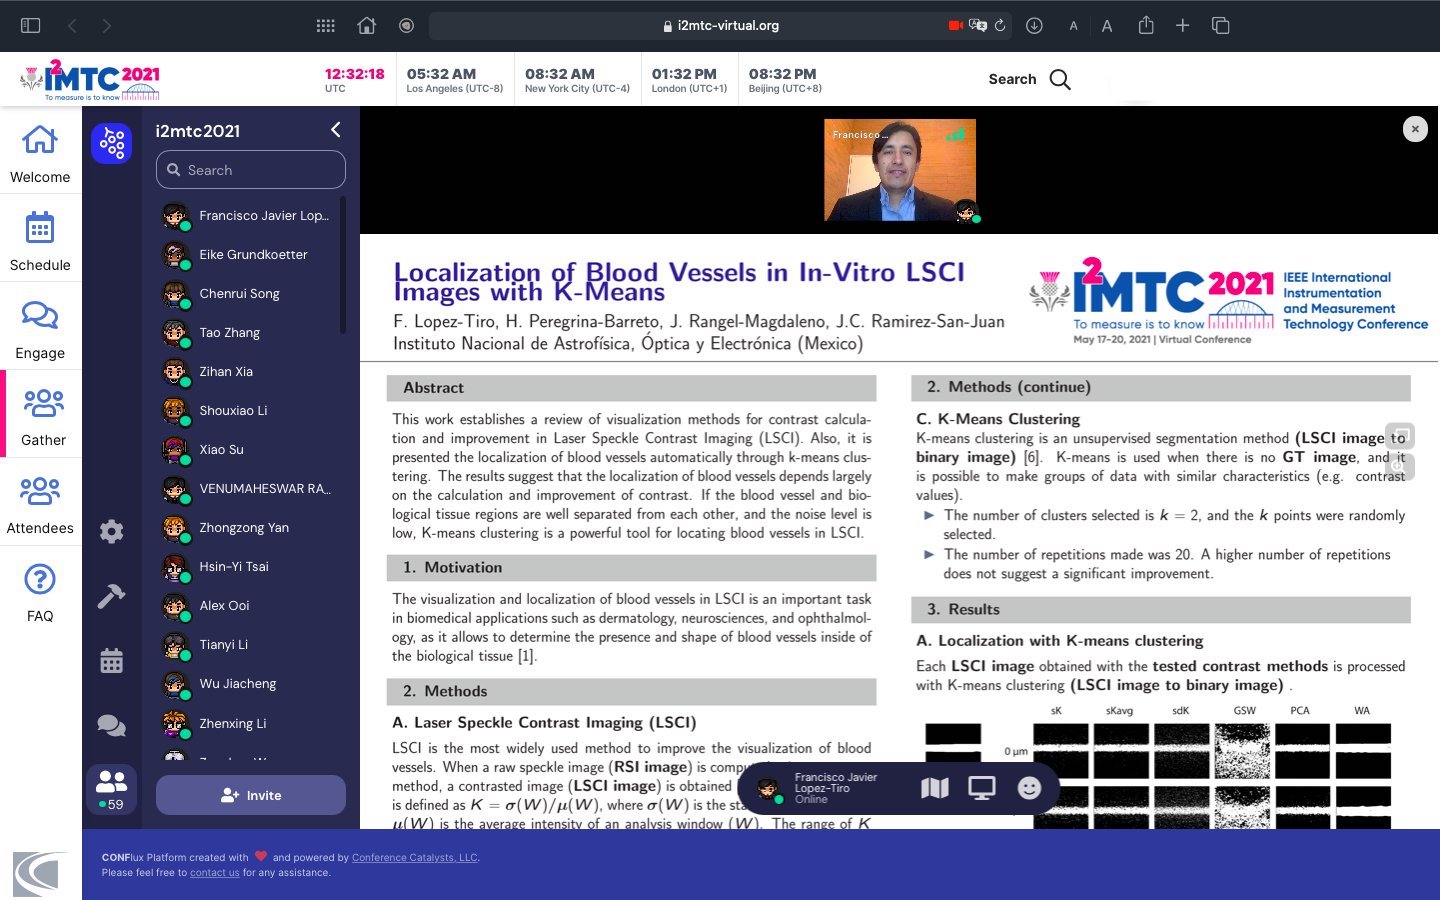 i2mtc-virtual.org
A A
I2MTC 2021
To measure is to know
12:32:18
UTC
05:32 AM
Los Angeles (UTC-8)
08:32 AM
New York City (UTC-4)
01:32 PM
London (UTC+1)
08:32 PM
Beijing (UTC+8)
Search
Welcome
Schedule
Engage
Gather
Attendees
FAQ
59
i2mtc2021
Search
Francisco Javier Lop...
Eike Grundkoetter
Chenrui Song
Tao Zhang
Zihan Xia
Shouxiao Li
Xiao Su
VENUMAHESWAR RA...
Zhongzong Yan
Hsin-Yi Tsai
Alex Ooi
Tianyi Li
Wu Jiacheng
Zhenxing Li
Invite
Francisco ...
Localization of Blood Vessels in In-Vitro LSCI
Images with K-Means
F. Lopez-Tiro, H. Peregrina-Barreto, J. Rangel-Magdaleno, J.C. Ramirez-San-Juan
Instituto Nacional de Astrofísica, Óptica y Electrónica (Mexico)
I2MTC 2021
To measure is to know
May 17-20, 2021 | Virtual Conference
IEEE International
Instrumentation
and Measurement
Technology Conference
Abstract
This work establishes a review of visualization methods for contrast calcula-
tion and improvement in Laser Speckle Contrast Imaging (LSCI). Also, it is
presented the localization of blood vessels automatically through k-means clus-
tering. The results suggest that the localization of blood vessels depends largely
on the calculation and improvement of contrast. If the blood vessel and bio-
logical tissue regions are well separated from each other, and the noise level is
low, K-means clustering is a powerful tool for locating blood vessels in LSCI.
1. Motivation
The visualization and localization of blood vessels in LSCI is an important task
in biomedical applications such as dermatology, neurosciences, and ophthalmol-
ogy, as it allows to determine the presence and shape of blood vessels inside of
the biological tissue [1].
2. Methods
A. Laser Speckle Contrast Imaging (LSCI)
LSCI is the most widely used method to improve the visualization of blood
vessels. When a raw speckle image (RSI image) is
method, a contrasted image (LSCI image) is obtained
is defined as K = σ(W)/μ(W), where σ(W) is the
μ(W) is the average intensity of an analysis window (W). The range of K
2. Methods (continue)
C. K-Means Clustering
K-means clustering is an unsupervised segmentation method (LSCI image to
binary image) [6]. K-means is used when there is no GT image, and it
is possible to make groups of data with similar characteristics (e.g. contrast
values).
► The number of clusters selected is k = 2, and the k points were randomly
selected.
► The number of repetitions made was 20. A higher number of repetitions
does not suggest a significant improvement.
3. Results
A. Localization with K-means clustering
Each LSCI image obtained with the tested contrast methods is processed
with K-means clustering (LSCI image to binary image) .
sK sKavg sdK GSW PCA WA
0 μm
Francisco Javier
Lopez-Tiro
Online
CONFlux Platform created with and powered by Conference Catalysts, LLC.
Please feel free to contact us for any assistance.